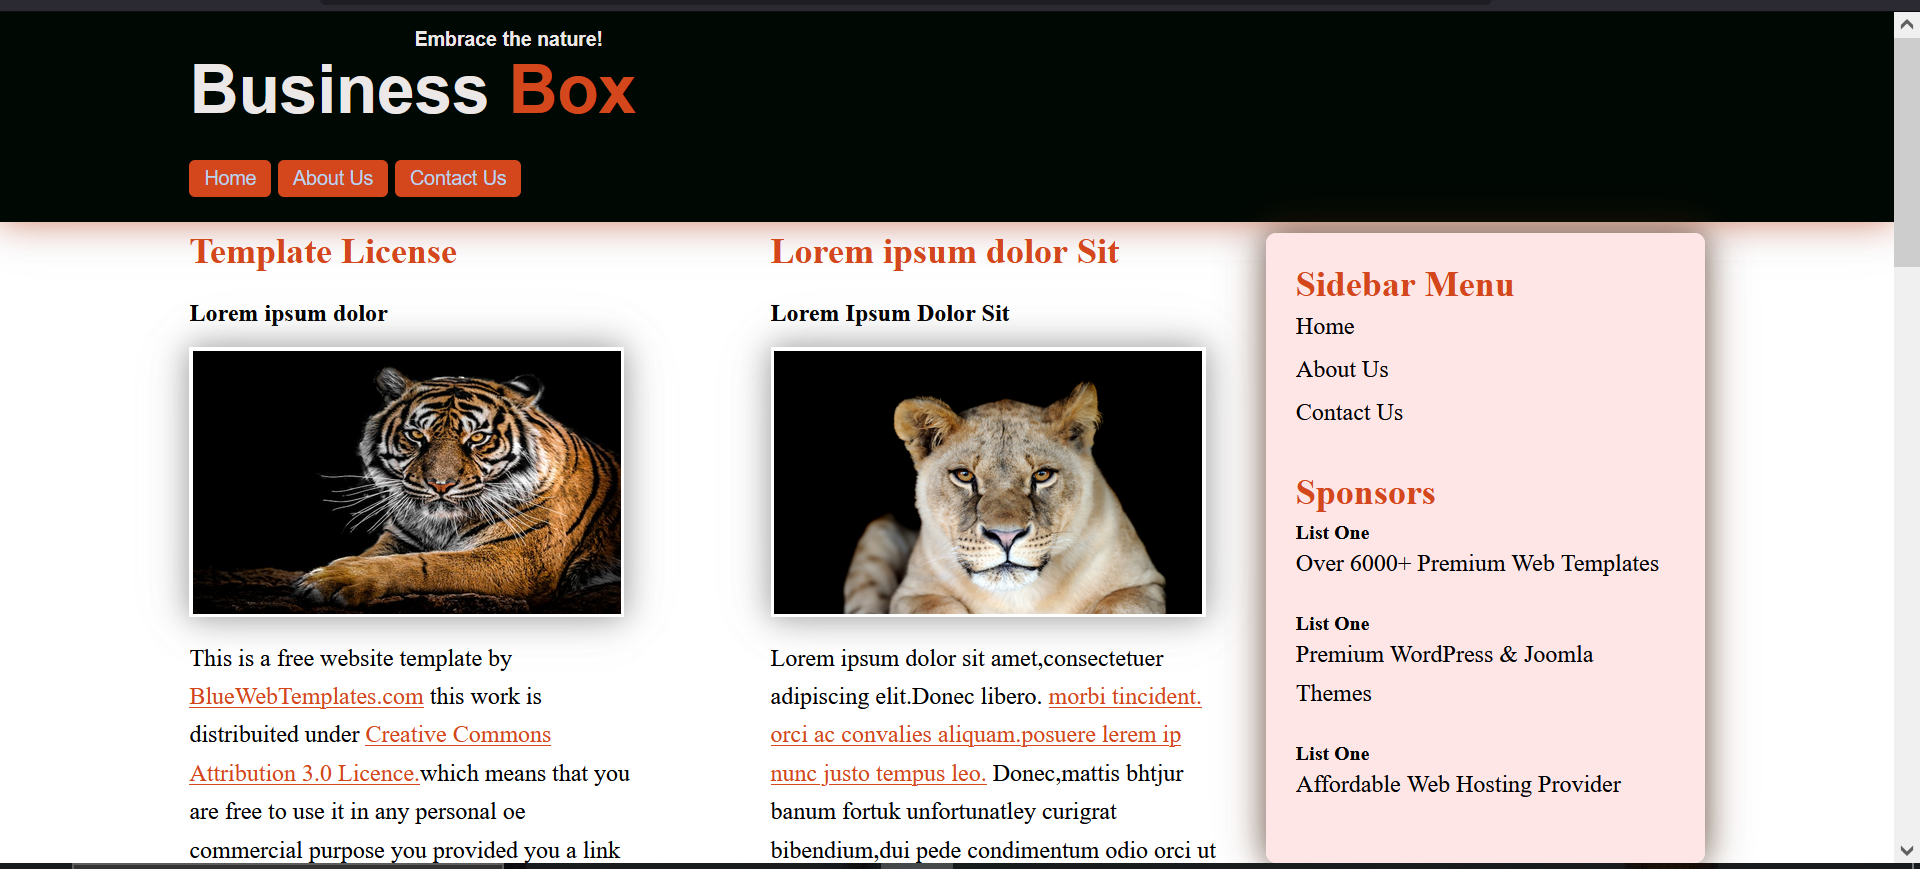 Embrace the nature!
Business Box
Home
About Us
Contact Us
Template License
Lorem ipsum dolor
This is a free website template by
BlueWebTemplates.com this work is
distribuited under Creative Commons
Attribution 3.0 Licence.which means that you
are free to use it in any personal oe
commercial purpose you provided you a link
Lorem ipsum dolor Sit
Lorem Ipsum Dolor Sit
Lorem ipsum dolor sit amet,consectetuer
adipiscing elit.Donec libero. morbi tincident.
orci ac convalies aliquam.posuere lerem ip
nunc justo tempus leo. Donec,mattis bhtjur
banum fortuk unfortunatley curigrat
bibendium,dui pede condimentum odio orci ut
Sidebar Menu
Home
About Us
Contact Us
Sponsors
List One
Over 6000+ Premium Web Templates
List One
Premium WordPress & Joomla
Themes
List One
Affordable Web Hosting Provider